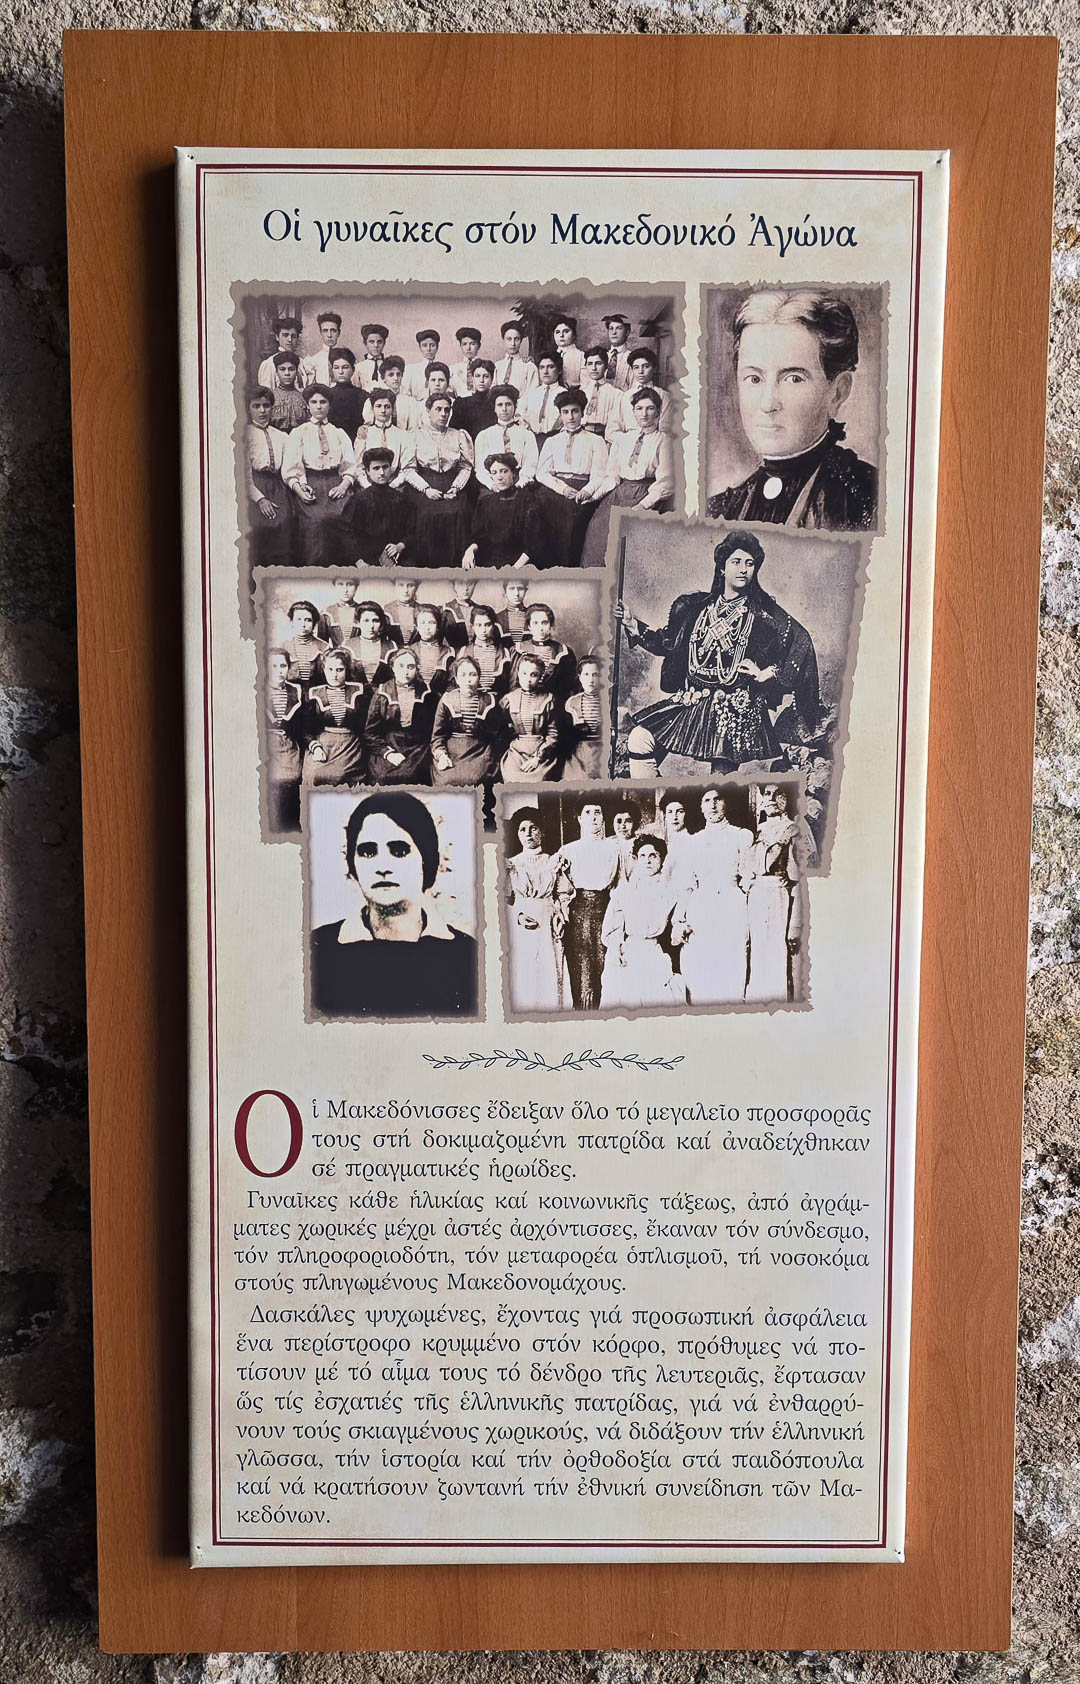 Οἱ γυναῖκες στόν Μακεδονικό Ἀγώνα
Οἱ Μακεδόνισσες ἔδειξαν ὅλο τό μεγαλεῖο προσφορᾶς
τους στή δοκιμαζομένη πατρίδα καί ἀναδείχθηκαν
σέ πραγματικές ἡρωίδες.
Γυναῖκες κάθε ἡλικίας καί κοινωνικῆς τάξεως, ἀπό ἀγράμ-
ματες χωρικές μέχρι ἀστές ἀρχόντισσες, ἔκαναν τόν σύνδεσμο,
τόν πληροφοριοδότη, τόν μεταφορέα ὁπλισμοῦ, τή νοσοκόμα
στούς πληγωμένους Μακεδονομάχους.
Δασκάλες ψυχωμένες, ἔχοντας γιά προσωπική ἀσφάλεια
ἕνα περίστροφο κρυμμένο στόν κόρφο, πρόθυμες νά πο-
τίσουν μέ τό αἷμα τους τό δένδρο τῆς λευτεριᾶς, ἔφτασαν
ὥς τίς ἐσχατιές τῆς ἑλληνικῆς πατρίδας, γιά νά ἐνθαρρύ-
νουν τούς σκιαγμένους χωρικούς, νά διδάξουν τήν ἑλληνική
γλῶσσα, τήν ἱστορία καί τήν ὀρθοδοξία στά παιδόπουλα
καί νά κρατήσουν ζωντανή τήν ἐθνική συνείδηση τῶν Μα-
κεδόνων.